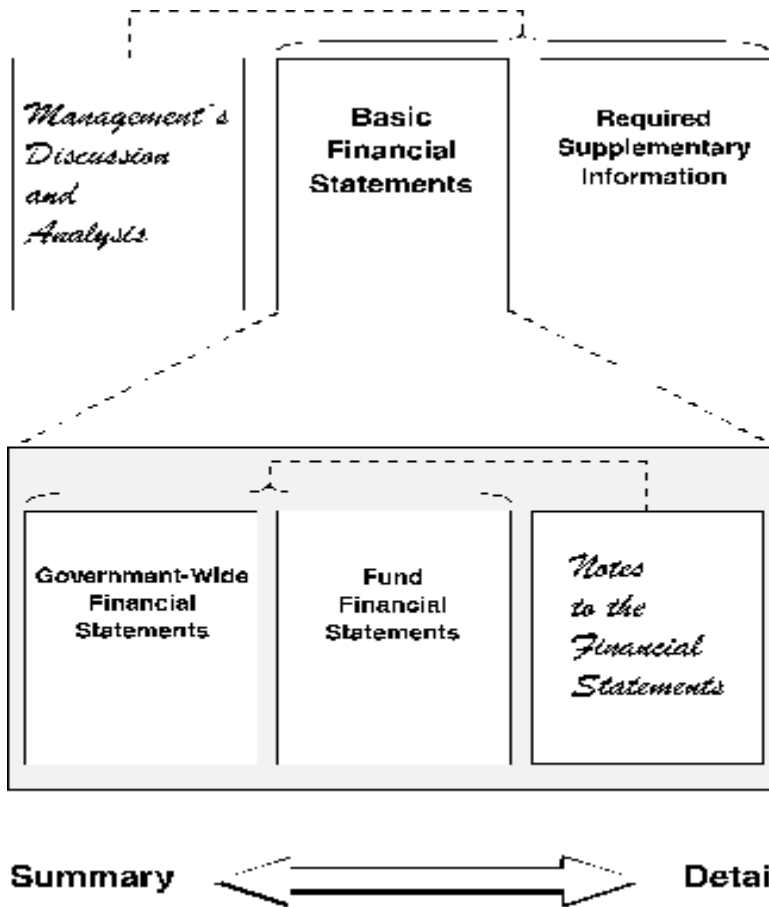 Management's
Discussion
and
Analysis
Basic
Financial
Statements
Required
Supplementary
Information
Government-Wide
Financial
Statements
Fund
Financial
Statements
Notes
to the
Financial
Statements
Summary
Detai